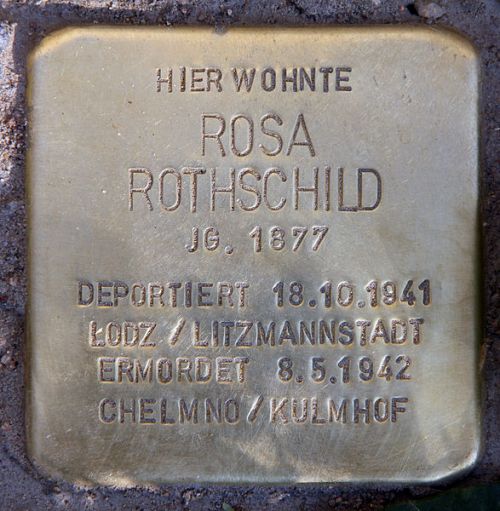 HIER WOHNTE
ROSA
ROTHSCHILD
JG. 1877
DEPORTIERT 18.10.1941
ŁODZ / LITZMANNSTADT
ERMORDET 8.5.1942
CHELMNO / KULMHOF